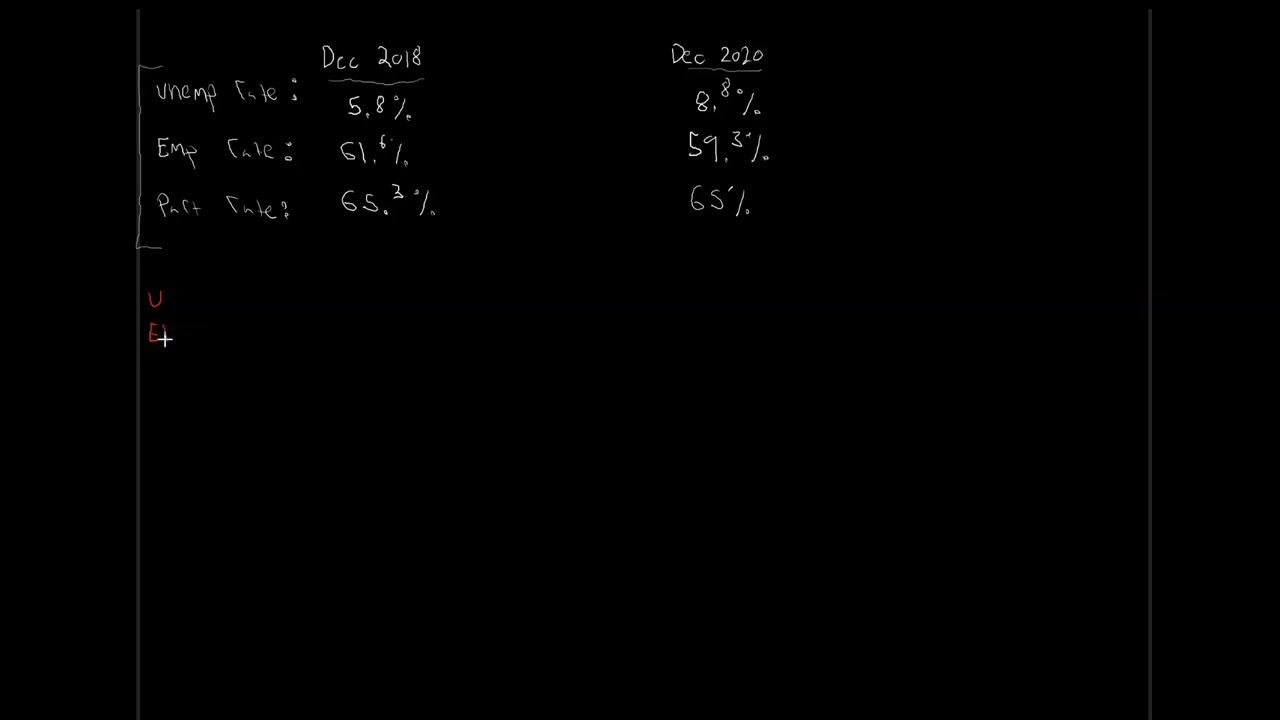 Dec 2018 Dec 2020
Unemp rate: 5.8% 8.8%
Emp rate: 61.6% 59.3%
Part rate: 65.3% 65%
U
E